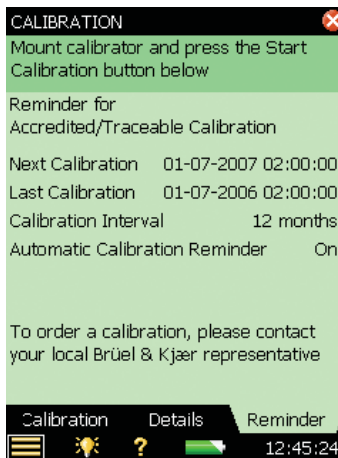 CALIBRATION
Mount calibrator and press the Start
Calibration button below
Reminder for
Accredited/Traceable Calibration
Next Calibration 01-07-2007 02:00:00
Last Calibration 01-07-2006 02:00:00
Calibration Interval 12 months
Automatic Calibration Reminder On
To order a calibration, please contact
your local Brüel & Kjær representative
Calibration Details Reminder
? 12:45:24